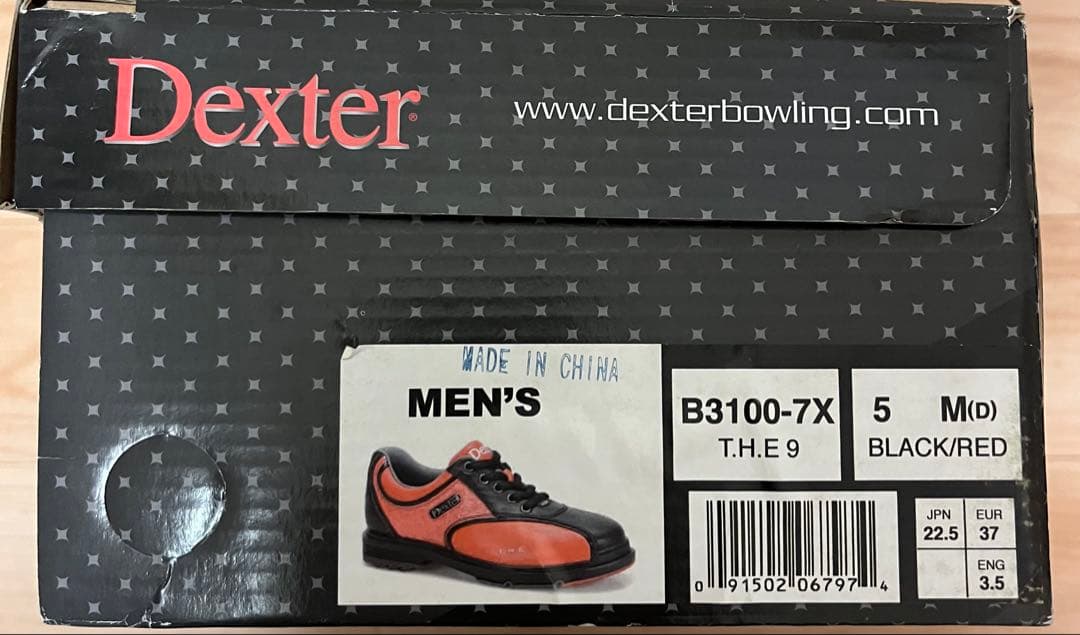 Dexter®
www.dexterbowling.com
MADE IN CHINA
MEN'S
B3100-7X
T.H.E 9
5 M(D)
BLACK/RED
0 91502 06797 4
JPN
22.5
EUR
37
ENG
3.5